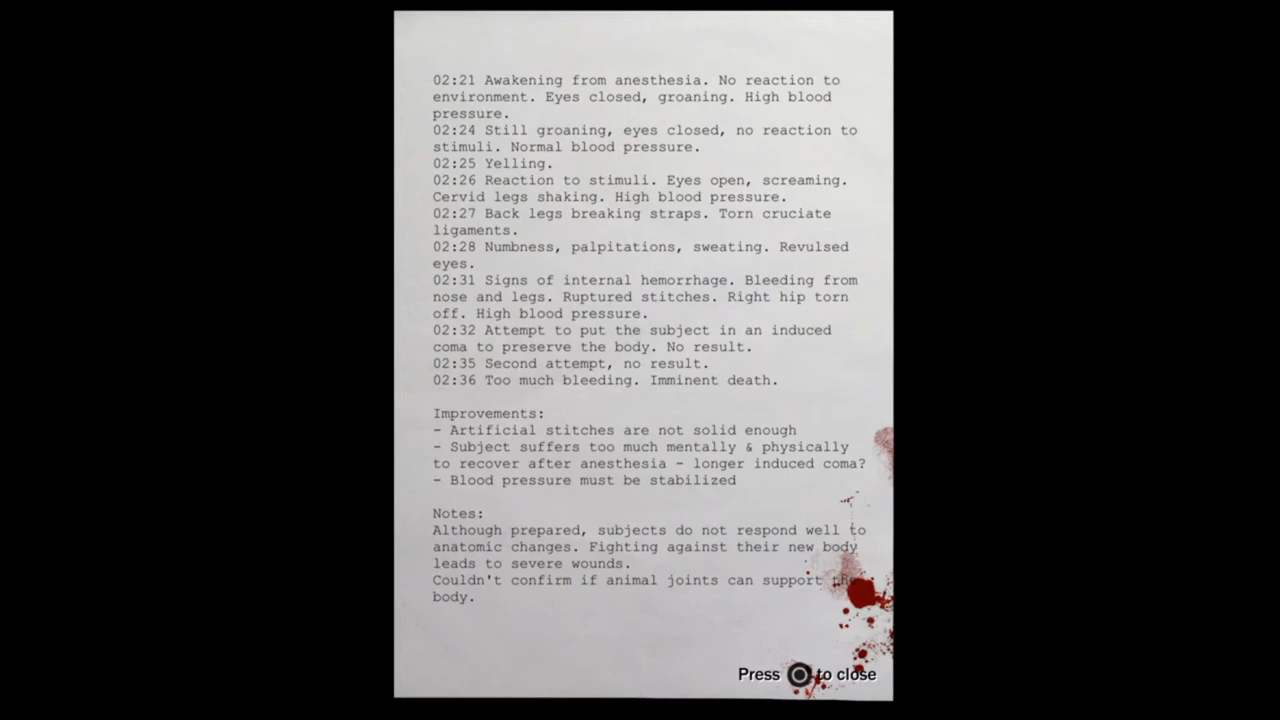 02:21 Awakening from anesthesia. No reaction to
environment. Eyes closed, groaning. High blood
pressure.
02:24 Still groaning, eyes closed, no reaction to
stimuli. Normal blood pressure.
02:25 Yelling.
02:26 Reaction to stimuli. Eyes open, screaming.
Cervid legs shaking. High blood pressure.
02:27 Back legs breaking straps. Torn cruciate
ligaments.
02:28 Numbness, palpitations, sweating. Revulsed
eyes.
02:31 Signs of internal hemorrhage. Bleeding from
nose and legs. Ruptured stitches. Right hip torn
off. High blood pressure.
02:32 Attempt to put the subject in an induced
coma to preserve the body. No result.
02:35 Second attempt, no result.
02:36 Too much bleeding. Imminent death.
Improvements:
- Artificial stitches are not solid enough
- Subject suffers too much mentally & physically
to recover after anesthesia - longer induced coma?
- Blood pressure must be stabilized
Notes:
Although prepared, subjects do not respond well to
anatomic changes. Fighting against their new body
leads to severe wounds.
Couldn't confirm if animal joints can support the
body.
Press to close